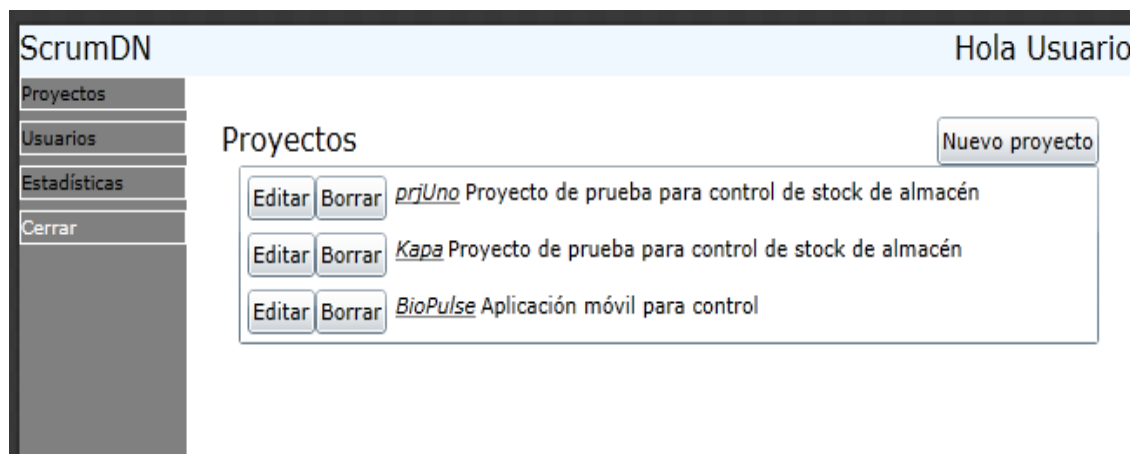 ScrumDN Hola Usuario
Proyectos
Usuarios
Estadísticas
Cerrar
Proyectos Nuevo proyecto
Editar Borrar prjUno Proyecto de prueba para control de stock de almacén
Editar Borrar Kapa Proyecto de prueba para control de stock de almacén
Editar Borrar BioPulse Aplicación móvil para control